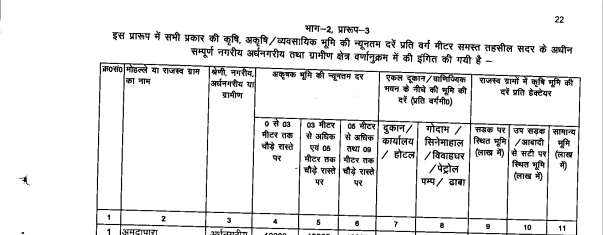 22
भाग-2, प्रारूप-3
इस प्रारूप में सभी प्रकार की कृषि, अकृषि/व्यवसायिक भूमि की न्यूनतम दरें प्रति वर्ग मीटर समस्त तहसील सदर के अधीन
सम्पूर्ण नगरीय अर्धनगरीय तथा ग्रामीण क्षेत्र वर्णानुक्रम में की इंगित की गयी है –
क्र०सं० मोहल्ले या राजस्व ग्राम का नाम
श्रेणी, नगरीय, अर्धनगरीय या ग्रामीण
अकृषक भूमि की न्यूनतम दर
एकल दूकान/वाणिज्यिक भवन के नीचे की भूमि की दरें (प्रति वर्गमी0)
राजस्व ग्रामों में कृषि भूमि की दरें प्रति हेक्टेयर
0 से 03 मीटर तक चौड़े रास्ते पर
03 मीटर से अधिक एवं 05 मीटर तक चौड़े रास्ते पर
05 मीटर से अधिक तथा 09 मीटर तक चौड़े रास्ते पर
दुकान/ कार्यालय / होटल
गोदाम / सिनेमाहाल /विवाहघर /पेट्रोल पम्प/ ढाबा
सडक पर स्थित भूमि (लाख में)
उप सड़क /आबादी से सटी पर स्थित भूमि (लाख में)
सामान्य भूमि (लाख में)
1 2 3 4 5 6 7 8 9 10 11
1 अमदापारा अर्धनगरीय